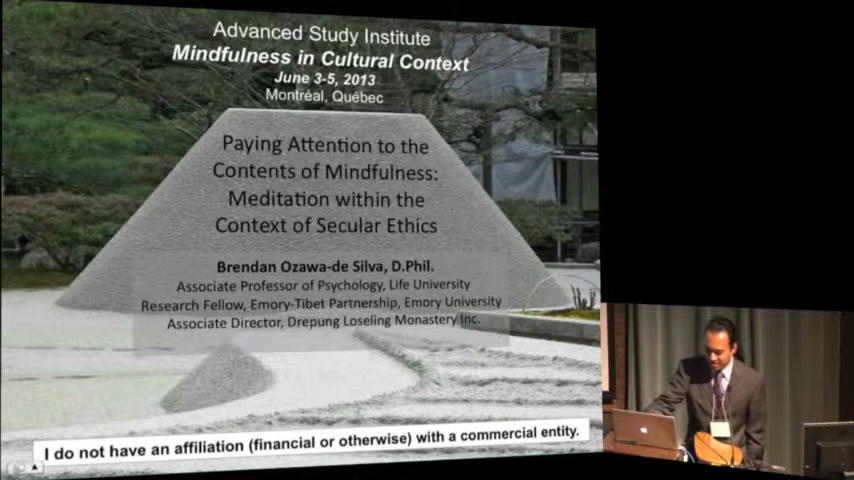 Advanced Study Institute
Mindfulness in Cultural Context
June 3-5, 2013
Montréal, Québec
Paying Attention to the
Contents of Mindfulness:
Meditation within the
Context of Secular Ethics
Brendan Ozawa-de Silva, D.Phil.
Associate Professor of Psychology, Life University
Research Fellow, Emory-Tibet Partnership, Emory University
Associate Director, Drepung Loseling Monastery Inc.
I do not have an affiliation (financial or otherwise) with a commercial entity.